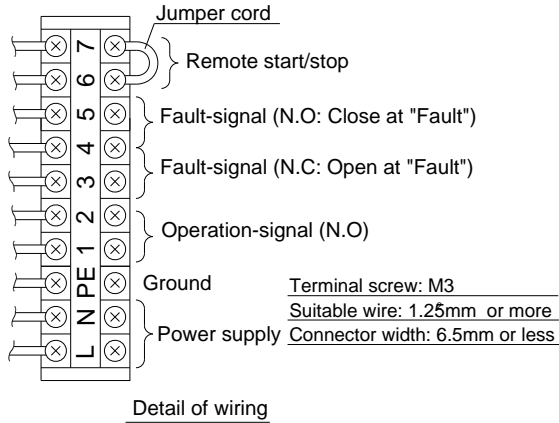 Jumper cord
7
Remote start/stop
6
5
Fault-signal (N.O: Close at "Fault")
4
Fault-signal (N.C: Open at "Fault")
3
2
Operation-signal (N.O)
1
PE
Ground
Terminal screw: M3
N
Suitable wire: 1.25mm² or more
Power supply
Connector width: 6.5mm or less
L
Detail of wiring